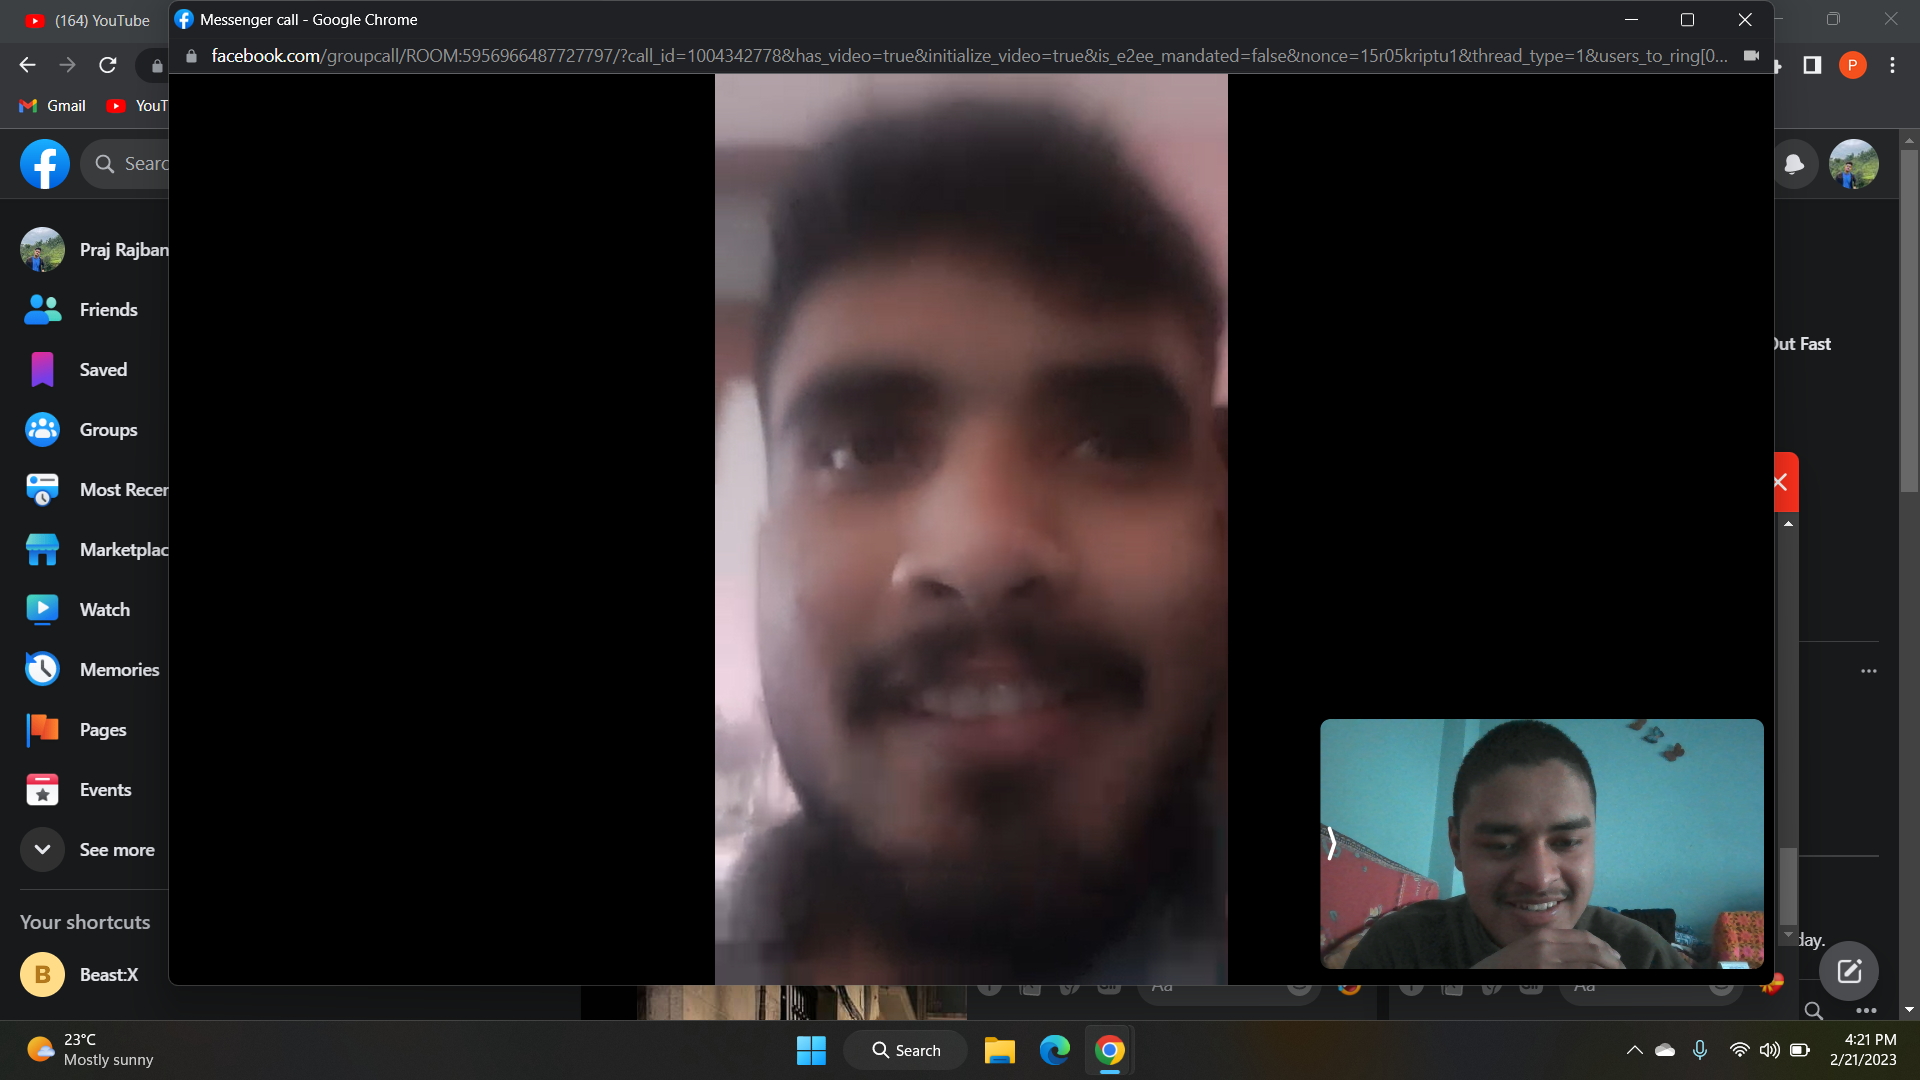 (164) YouTube
Messenger call - Google Chrome
facebook.com/groupcall/ROOM:5956966487727797/?call_id=1004342778&has_video=true&initialize_video=true&is_e2ee_mandated=false&nonce=15r05kriptu1&thread_type=1&users_to_ring[0...
P
Gmail
YouT
Searc
Praj Rajban
Friends
Saved
Groups
Most Recer
Marketplac
Watch
Memories
Pages
Events
See more
Your shortcuts
B
Beast:X
Out Fast
day.
Aa
Aa
23°C
Mostly sunny
Search
4:21 PM
2/21/2023